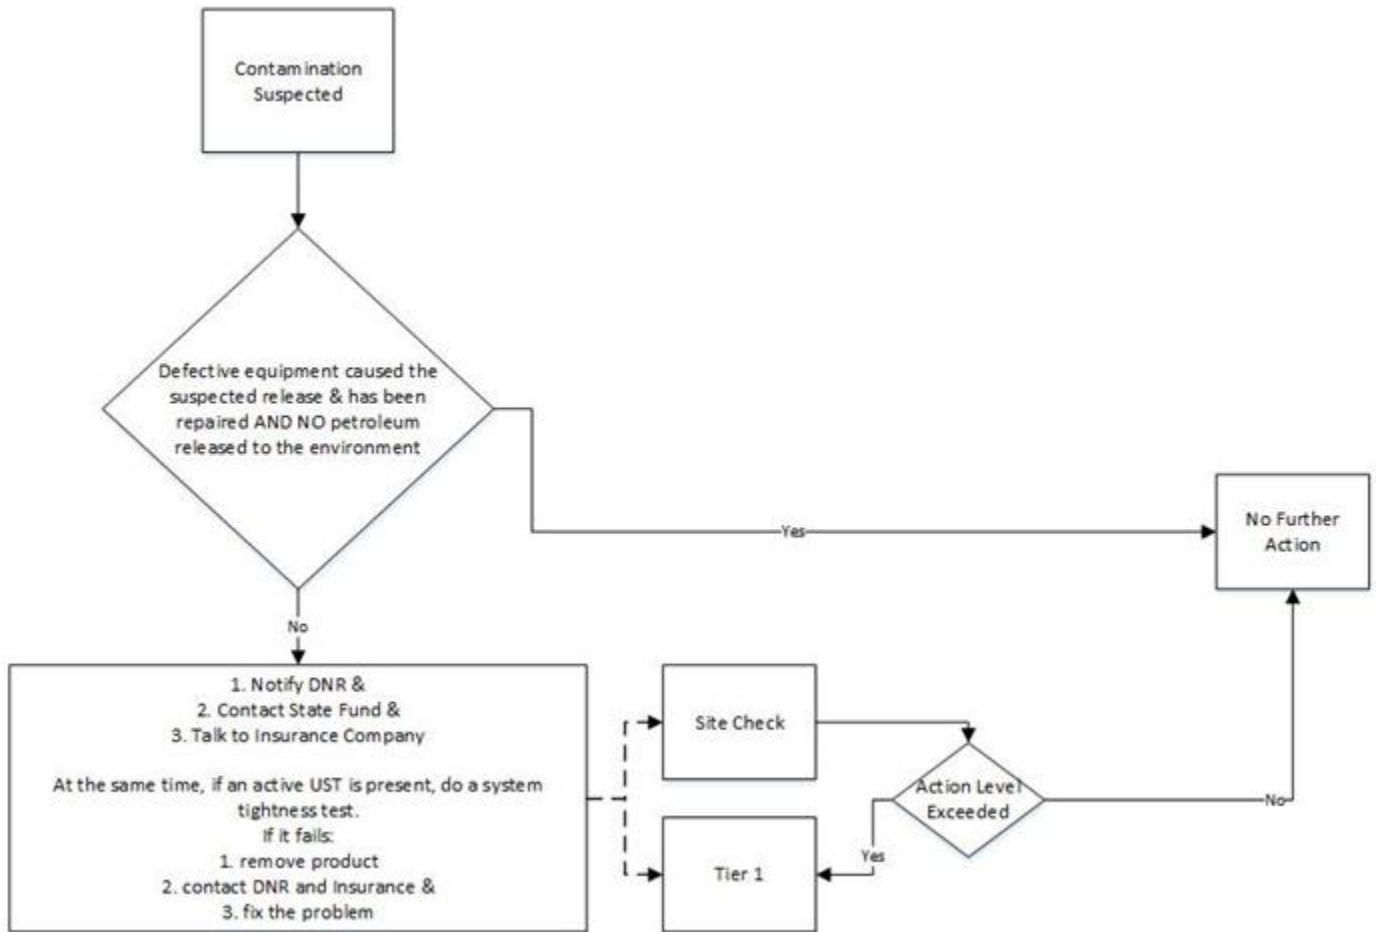 Contamination
Suspected
Defective equipment caused the
suspected release & has been
repaired AND NO petroleum
released to the environment
Yes
No Further
Action
No
1. Notify DNR &
2. Contact State Fund &
3. Talk to Insurance Company
At the same time, if an active UST is present, do a system
tightness test.
If it fails:
1. remove product
2. contact DNR and Insurance &
3. fix the problem
Site Check
Action Level
Exceeded
No
Yes
Tier 1